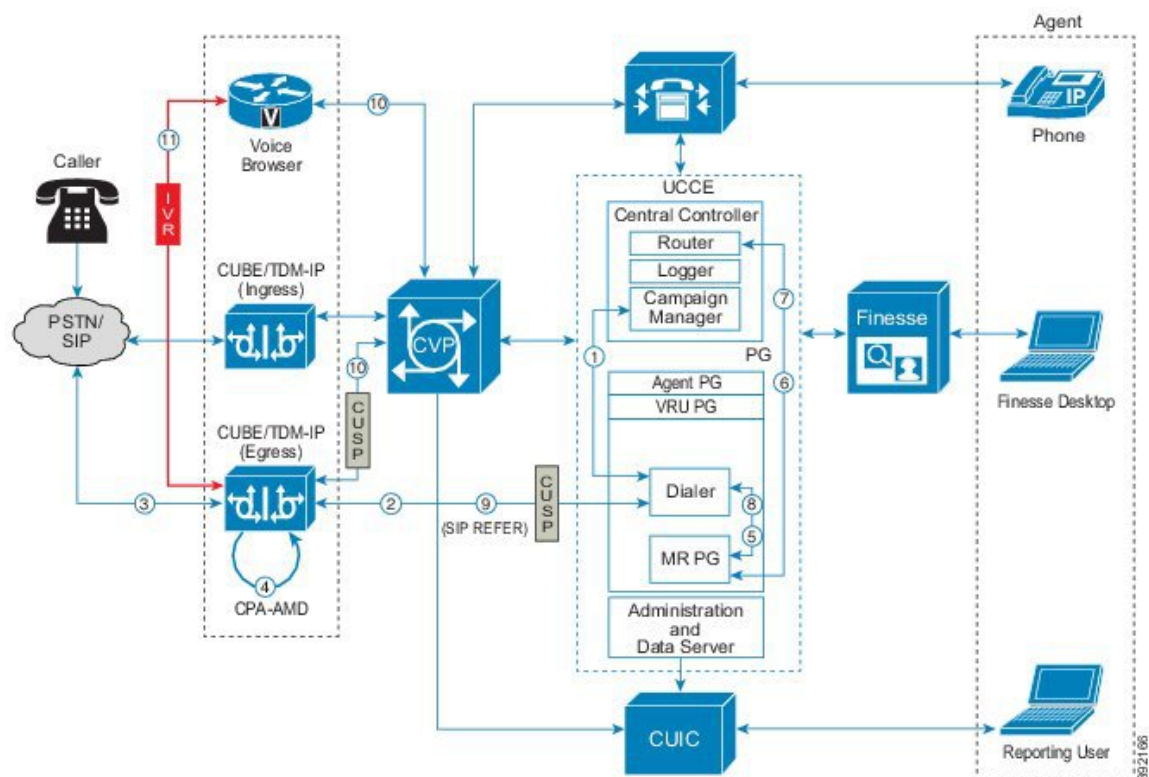 Agent
10
V
Voice
Browser
11
Caller
IVR
IP
Phone
UCCE
Central Controller
Router
Logger
Campaign
Manager
7
CUBE/TDM-IP
(Ingress)
PSTN/
SIP
CVP
Finesse
1
PG
6
10
Agent PG
VRU PG
Finesse Desktop
CUSP
CUBE/TDM-IP
(Egress)
3
2
9
(SIP REFER)
CUSP
Dialer
8
5
MR PG
4
CPA-AMD
Administration
and
Data Server
CUIC
Reporting User
392166